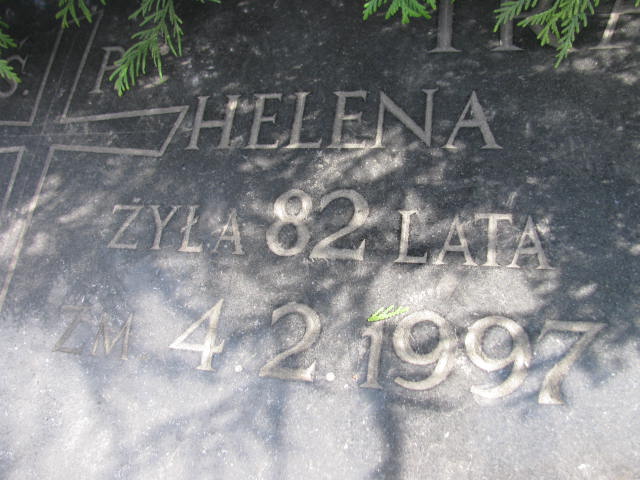 Ś. P.
HELENA
ŻYŁA 82 LATA
ZM 4.2.1997